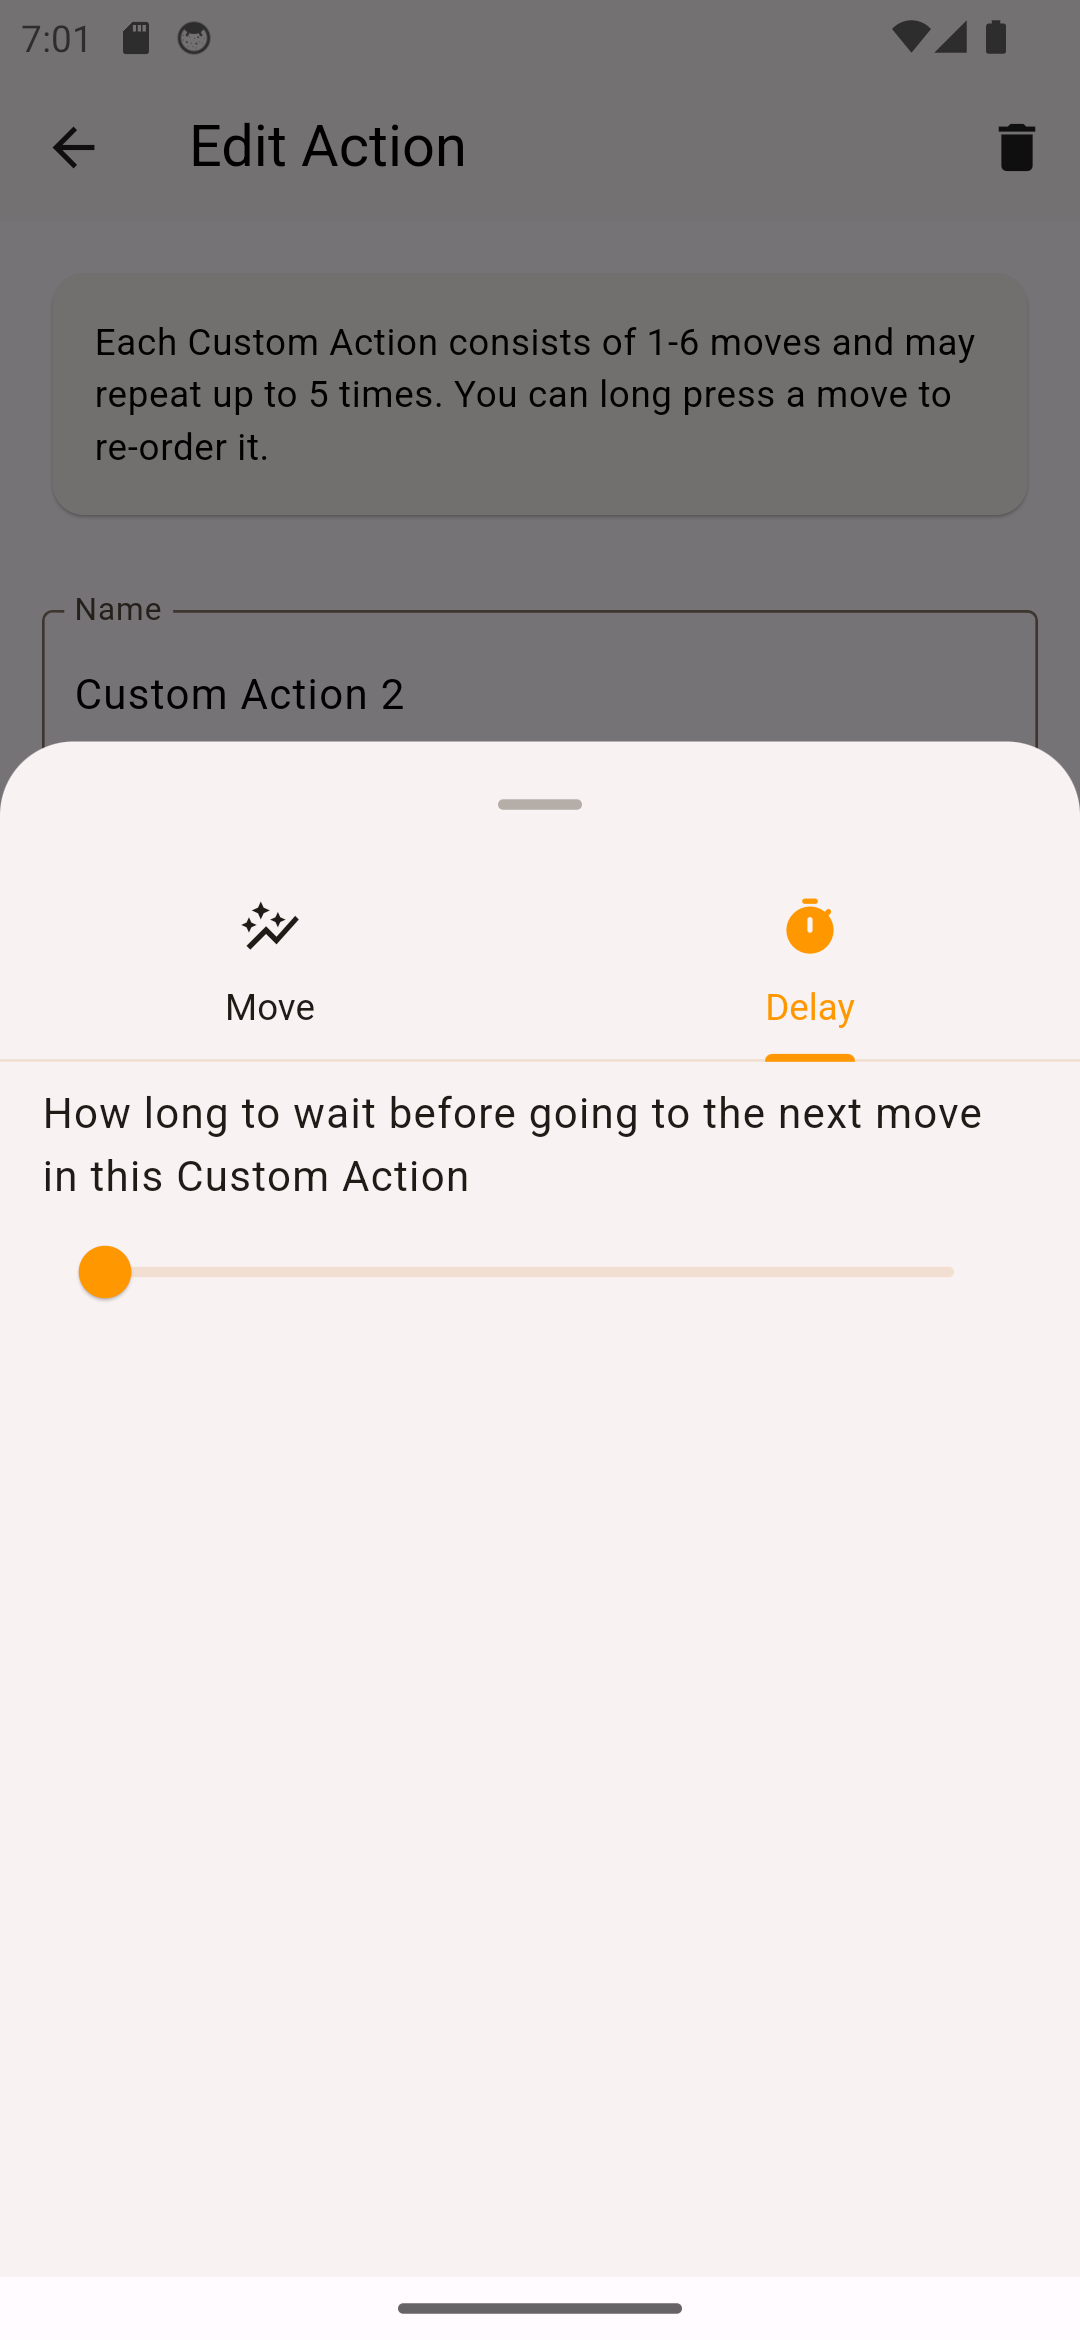 7:01
Edit Action
Each Custom Action consists of 1-6 moves and may
repeat up to 5 times. You can long press a move to
re-order it.
Name
Custom Action 2
Move
Delay
How long to wait before going to the next move
in this Custom Action